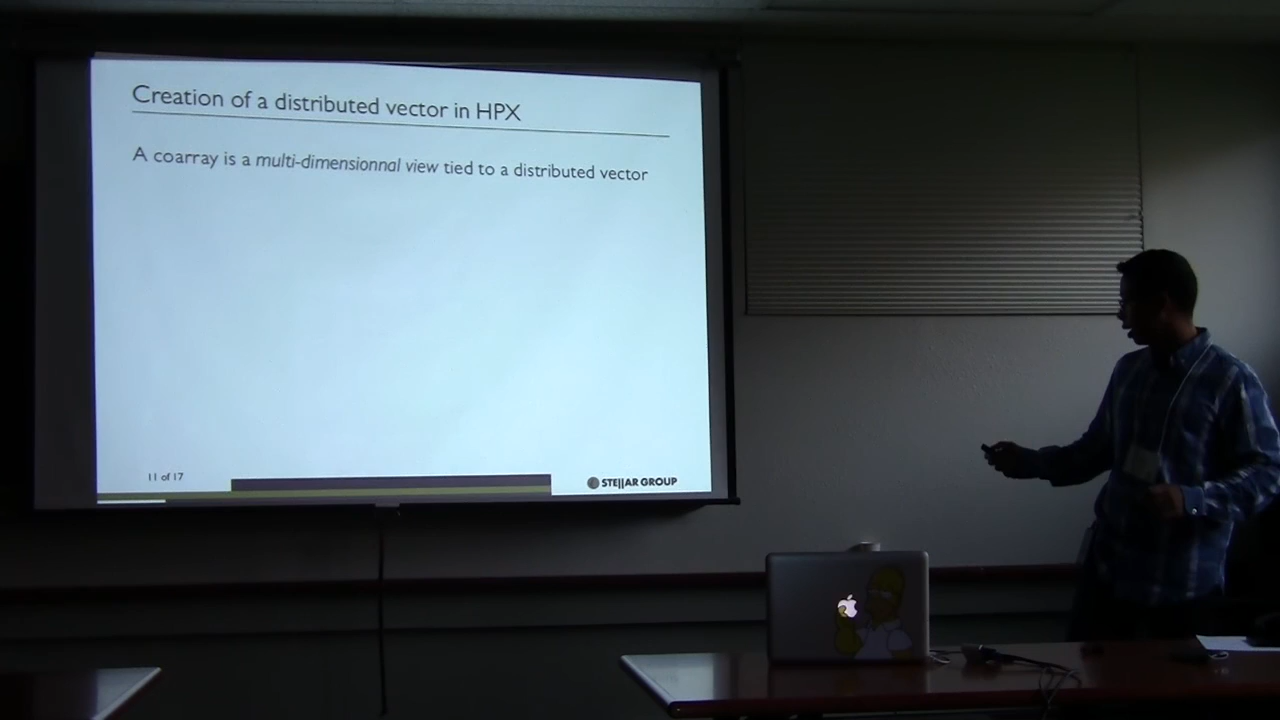 Creation of a distributed vector in HPX
A coarray is a multi-dimensionnal view tied to a distributed vector
11 of 17
STE||AR GROUP